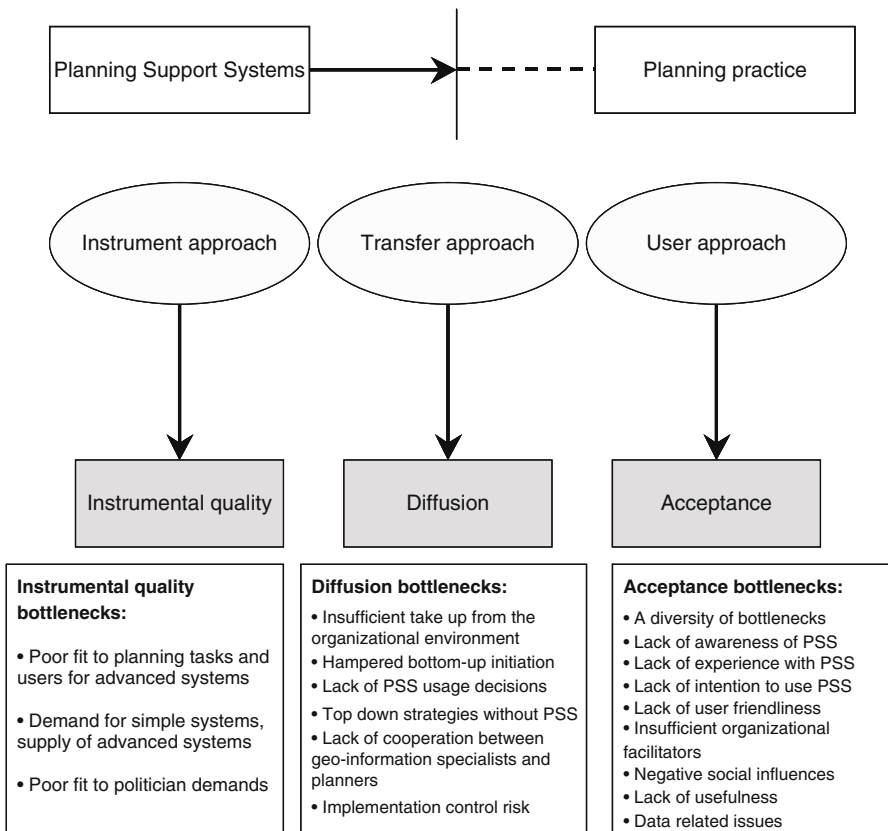 Planning Support Systems
Planning practice
Instrument approach
Transfer approach
User approach
Instrumental quality
Diffusion
Acceptance
Instrumental quality
bottlenecks:
• Poor fit to planning tasks and
users for advanced systems
• Demand for simple systems,
supply of advanced systems
• Poor fit to politician demands
Diffusion bottlenecks:
• Insufficient take up from the
organizational environment
• Hampered bottom-up initiation
• Lack of PSS usage decisions
• Top down strategies without PSS
• Lack of cooperation between
geo-information specialists and
planners
• Implementation control risk
Acceptance bottlenecks:
• A diversity of bottlenecks
• Lack of awareness of PSS
• Lack of experience with PSS
• Lack of intention to use PSS
• Lack of user friendliness
• Insufficient organizational
facilitators
• Negative social influences
• Lack of usefulness
• Data related issues